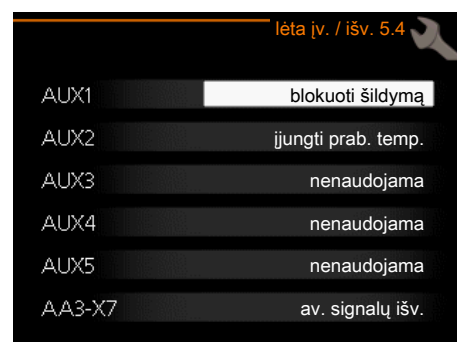 lėta įv. / išv. 5.4
AUX1 blokuoti šildymą
AUX2 įjungti prab. temp.
AUX3 nenaudojama
AUX4 nenaudojama
AUX5 nenaudojama
AA3-X7 av. signalų išv.